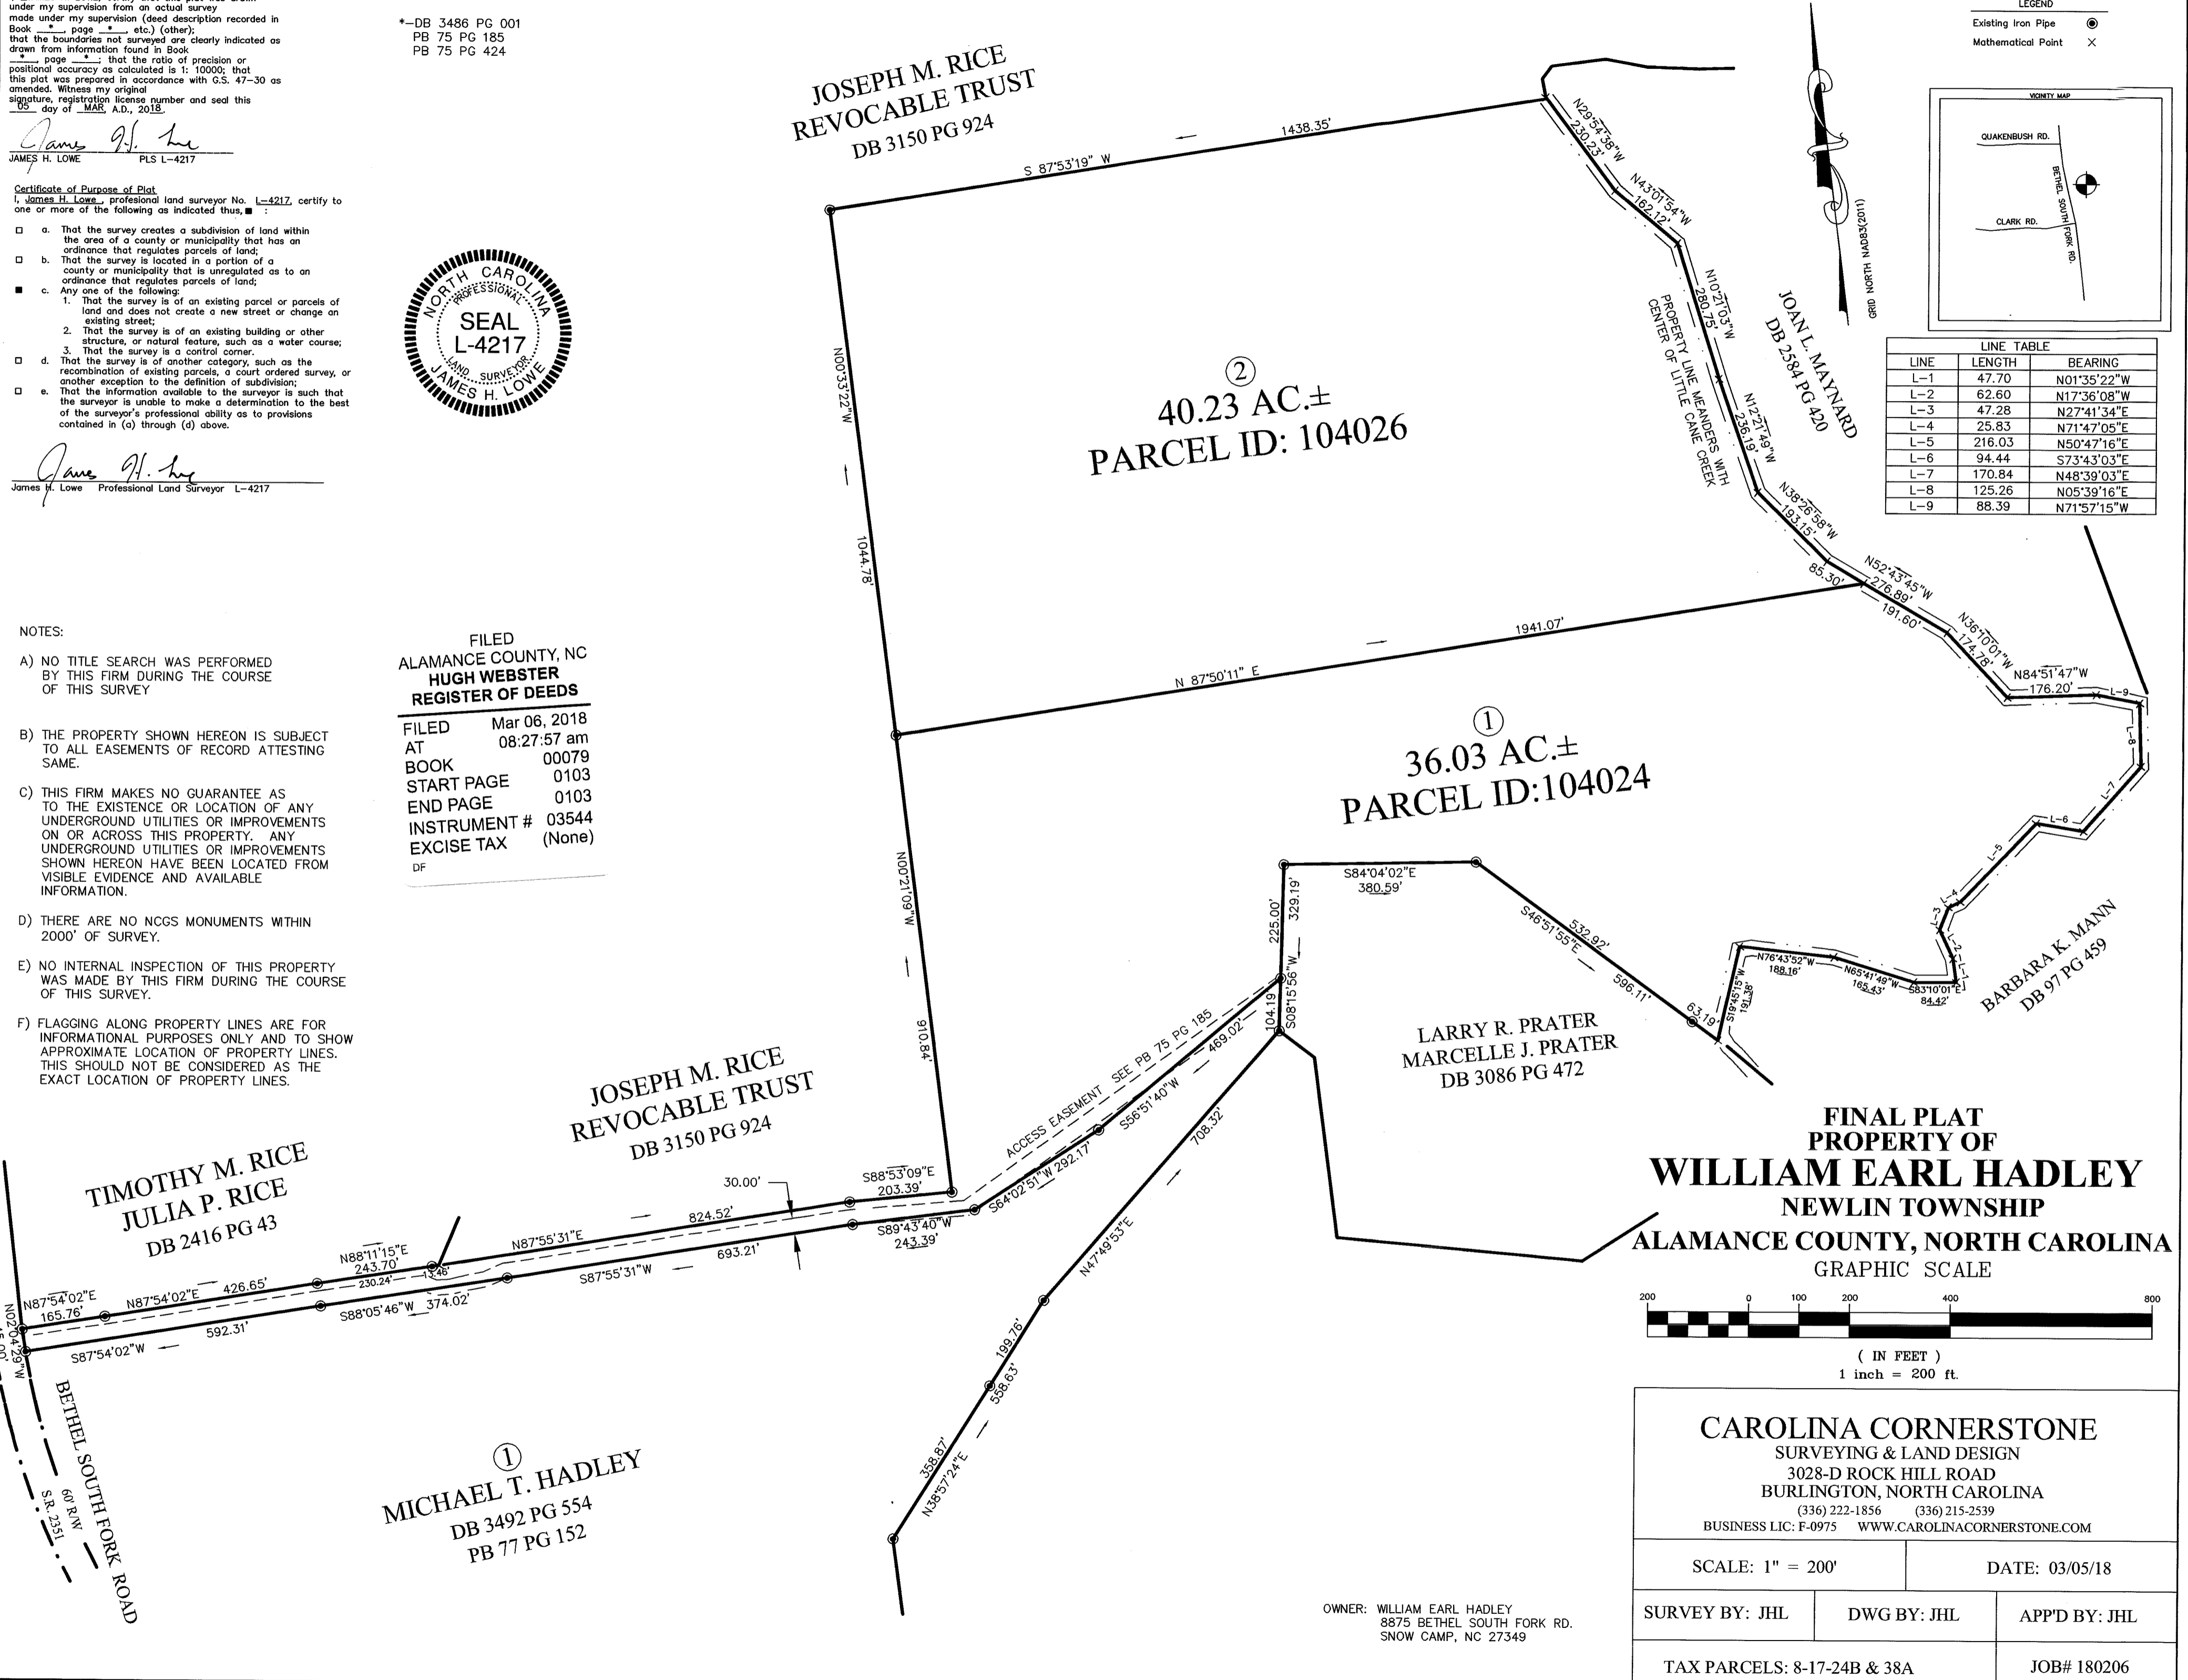 under my supervision from an actual survey
made under my supervision (deed description recorded in
Book __*__, page __*__, etc.) (other);
that the boundaries not surveyed are clearly indicated as
drawn from information found in Book
__*__, page __*__; that the ratio of precision or
positional accuracy as calculated is 1: 10000; that
this plat was prepared in accordance with G.S. 47-30 as
amended. Witness my original
signature, registration license number and seal this
05 day of MAR, A.D., 2018.
JAMES H. LOWE PLS L-4217
Certificate of Purpose of Plat
I, James H. Lowe, profesional land surveyor No. L-4217, certify to
one or more of the following as indicated thus, ■ :
□ a. That the survey creates a subdivision of land within
the area of a county or municipality that has an
ordinance that regulates parcels of land;
□ b. That the survey is located in a portion of a
county or municipality that is unregulated as to an
ordinance that regulates parcels of land;
■ c. Any one of the following:
1. That the survey is of an existing parcel or parcels of
land and does not create a new street or change an
existing street;
2. That the survey is of an existing building or other
structure, or natural feature, such as a water course;
3. That the survey is a control corner.
□ d. That the survey is of another category, such as the
recombination of existing parcels, a court ordered survey, or
another exception to the definition of subdivision;
□ e. That the information available to the surveyor is such that
the surveyor is unable to make a determination to the best
of the surveyor's professional ability as to provisions
contained in (a) through (d) above.
James H. Lowe Professional Land Surveyor L-4217
*-DB 3486 PG 001
PB 75 PG 185
PB 75 PG 424
NORTH CAROLINA
PROFESSIONAL
SEAL
L-4217
LAND SURVEYOR
JAMES H. LOWE
NOTES:
A) NO TITLE SEARCH WAS PERFORMED
BY THIS FIRM DURING THE COURSE
OF THIS SURVEY
B) THE PROPERTY SHOWN HEREON IS SUBJECT
TO ALL EASEMENTS OF RECORD ATTESTING
SAME.
C) THIS FIRM MAKES NO GUARANTEE AS
TO THE EXISTENCE OR LOCATION OF ANY
UNDERGROUND UTILITIES OR IMPROVEMENTS
ON OR ACROSS THIS PROPERTY. ANY
UNDERGROUND UTILITIES OR IMPROVEMENTS
SHOWN HEREON HAVE BEEN LOCATED FROM
VISIBLE EVIDENCE AND AVAILABLE
INFORMATION.
D) THERE ARE NO NCGS MONUMENTS WITHIN
2000' OF SURVEY.
E) NO INTERNAL INSPECTION OF THIS PROPERTY
WAS MADE BY THIS FIRM DURING THE COURSE
OF THIS SURVEY.
F) FLAGGING ALONG PROPERTY LINES ARE FOR
INFORMATIONAL PURPOSES ONLY AND TO SHOW
APPROXIMATE LOCATION OF PROPERTY LINES.
THIS SHOULD NOT BE CONSIDERED AS THE
EXACT LOCATION OF PROPERTY LINES.
FILED
ALAMANCE COUNTY, NC
HUGH WEBSTER
REGISTER OF DEEDS
FILED Mar 06, 2018
AT 08:27:57 am
BOOK 00079
START PAGE 0103
END PAGE 0103
INSTRUMENT # 03544
EXCISE TAX (None)
DF
JOSEPH M. RICE
REVOCABLE TRUST
DB 3150 PG 924
S 87°53'19" W
1438.35'
N00°33'22"W
1044.78'
2
40.23 AC.±
PARCEL ID: 104026
N29°54'38"W
230.23'
N43°01'54"W
162.12'
N10°21'03"W
280.75'
PROPERTY LINE MEANDERS WITH
CENTER OF LITTLE CANE CREEK
N12°21'49"W
236.19'
N38°26'58"W
193.15'
85.30'
N52°43'45"W
276.89'
191.60'
N36°10'01"W
174.78'
N84°51'47"W
176.20'
L-9
L-8
L-7
L-6
L-5
L-4
L-3
L-2
L-1
JOAN L. MAYNARD
DB 2584 PG 420
GRID NORTH NAD83(2011)
LEGEND
Existing Iron Pipe
Mathematical Point
VICINITY MAP
QUAKENBUSH RD.
BETHEL SOUTH FORK RD.
CLARK RD.
LINE TABLE
LINE LENGTH BEARING
L-1 47.70 N01°35'22"W
L-2 62.60 N17°36'08"W
L-3 47.28 N27°41'34"E
L-4 25.83 N71°47'05"E
L-5 216.03 N50°47'16"E
L-6 94.44 S73°43'03"E
L-7 170.84 N48°39'03"E
L-8 125.26 N05°39'16"E
L-9 88.39 N71°57'15"W
N 87°50'11" E
1941.07'
1
36.03 AC.±
PARCEL ID:104024
N00°21'09"W
910.84'
S84°04'02"E
380.59'
225.00'
329.19'
104.19'
S08°15'56"W
S46°51'55"E
532.92'
596.11'
63.19'
S19°45'15"W
191.38'
N76°43'52"W
188.16'
N65°41'49"W
165.43'
S83°10'01"E
84.42'
BARBARA K. MANN
DB 97 PG 459
LARRY R. PRATER
MARCELLE J. PRATER
DB 3086 PG 472
ACCESS EASEMENT SEE PB 75 PG 185
469.02'
S56°51'40"W
S64°02'51"W 292.17'
708.32'
N47°49'53"E
199.76'
558.63'
358.87'
N38°57'24"E
JOSEPH M. RICE
REVOCABLE TRUST
DB 3150 PG 924
30.00'
S88°53'09"E
203.39'
824.52'
N87°55'31"E
S89°43'40"W
243.39'
693.21'
S87°55'31"W
TIMOTHY M. RICE
JULIA P. RICE
DB 2416 PG 43
N88°11'15"E
243.70'
230.24'
13.46'
426.65'
N87°54'02"E
N87°54'02"E
165.76'
S88°05'46"W 374.02'
592.31'
S87°54'02"W
N02°04'29"W
BETHEL SOUTH FORK ROAD
60' R/W
S.R. 2351
1
MICHAEL T. HADLEY
DB 3492 PG 554
PB 77 PG 152
OWNER: WILLIAM EARL HADLEY
8875 BETHEL SOUTH FORK RD.
SNOW CAMP, NC 27349
FINAL PLAT
PROPERTY OF
WILLIAM EARL HADLEY
NEWLIN TOWNSHIP
ALAMANCE COUNTY, NORTH CAROLINA
GRAPHIC SCALE
200 0 100 200 400 800
( IN FEET )
1 inch = 200 ft.
CAROLINA CORNERSTONE
SURVEYING & LAND DESIGN
3028-D ROCK HILL ROAD
BURLINGTON, NORTH CAROLINA
(336) 222-1856 (336) 215-2539
BUSINESS LIC: F-0975 WWW.CAROLINACORNERSTONE.COM
SCALE: 1" = 200' DATE: 03/05/18
SURVEY BY: JHL DWG BY: JHL APP'D BY: JHL
TAX PARCELS: 8-17-24B & 38A JOB# 180206